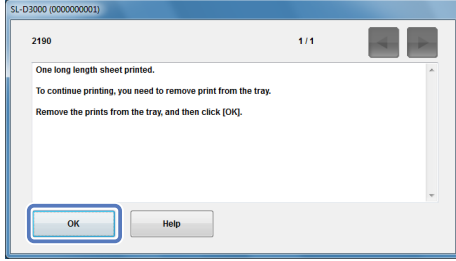 SL-D3000 (0000000001)
2190 1 / 1
One long length sheet printed.
To continue printing, you need to remove print from the tray.
Remove the prints from the tray, and then click [OK].
OK Help